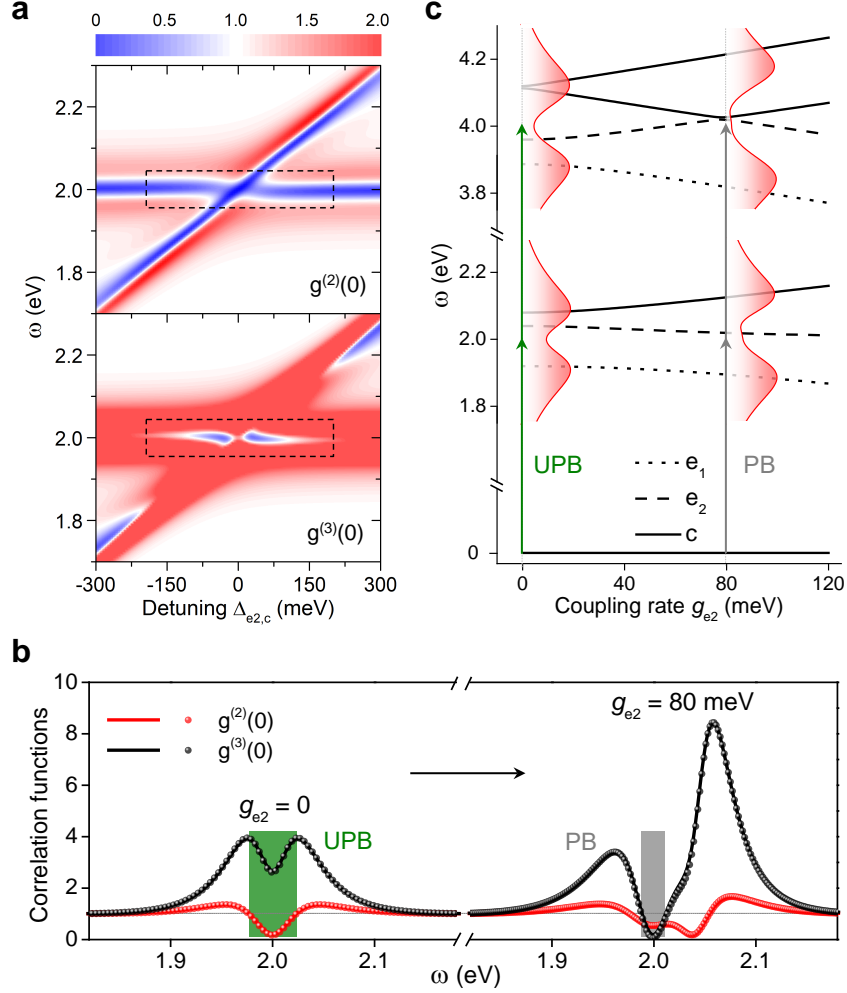 a
0 0.5 1.0 1.5 2.0
2.2
2.0
1.8
g(2)(0)
2.2
2.0
1.8
g(3)(0)
ω (eV)
-300 -150 0 150 300
Detuning Δe2,c (meV)
c
4.2
4.0
3.8
2.2
2.0
1.8
0
ω (eV)
UPB
PB
e1
e2
c
0 40 80 120
Coupling rate ge2 (meV)
b
10
8
6
4
2
0
Correlation functions
g(2)(0)
g(3)(0)
ge2 = 0
UPB
ge2 = 80 meV
PB
1.9 2.0 2.1 1.9 2.0 2.1
ω (eV)